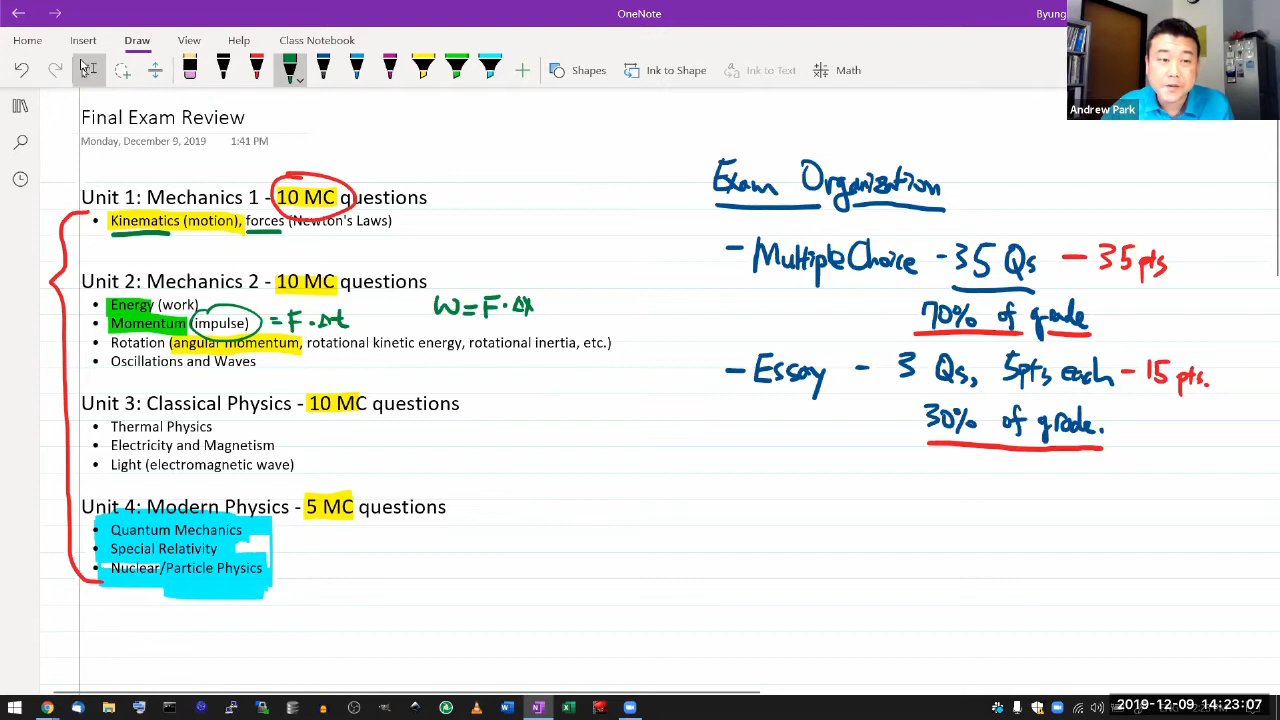 OneNote
Byung
Home Insert Draw View Help Class Notebook
Shapes Ink to Shape Ink to Text Math
Andrew Park
Final Exam Review
Monday, December 9, 2019 1:41 PM
Unit 1: Mechanics 1 - 10 MC questions
• Kinematics (motion), forces (Newton's Laws)
Unit 2: Mechanics 2 - 10 MC questions
• Energy (work)
W = F·Δx
• Momentum (impulse) = F·Δt
• Rotation (angular momentum, rotational kinetic energy, rotational inertia, etc.)
• Oscillations and Waves
Unit 3: Classical Physics - 10 MC questions
• Thermal Physics
• Electricity and Magnetism
• Light (electromagnetic wave)
Unit 4: Modern Physics - 5 MC questions
• Quantum Mechanics
• Special Relativity
• Nuclear/Particle Physics
Exam Organization
- Multiple Choice - 35 Qs - 35 pts
70% of grade
- Essay - 3 Qs, 5pts each - 15 pts.
30% of grade.
2019-12-09 14:23:07